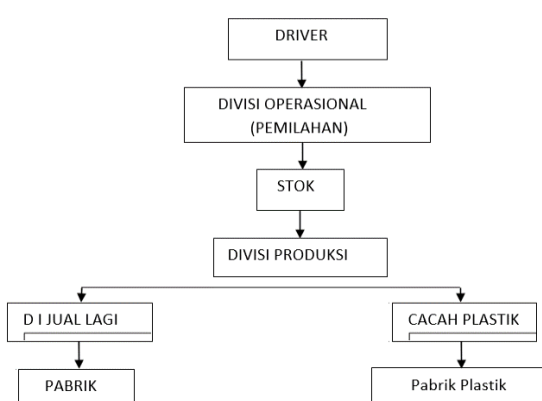 DRIVER
DIVISI OPERASIONAL
(PEMILAHAN)
STOK
DIVISI PRODUKSI
D I JUAL LAGI
CACAH PLASTIK
PABRIK
Pabrik Plastik